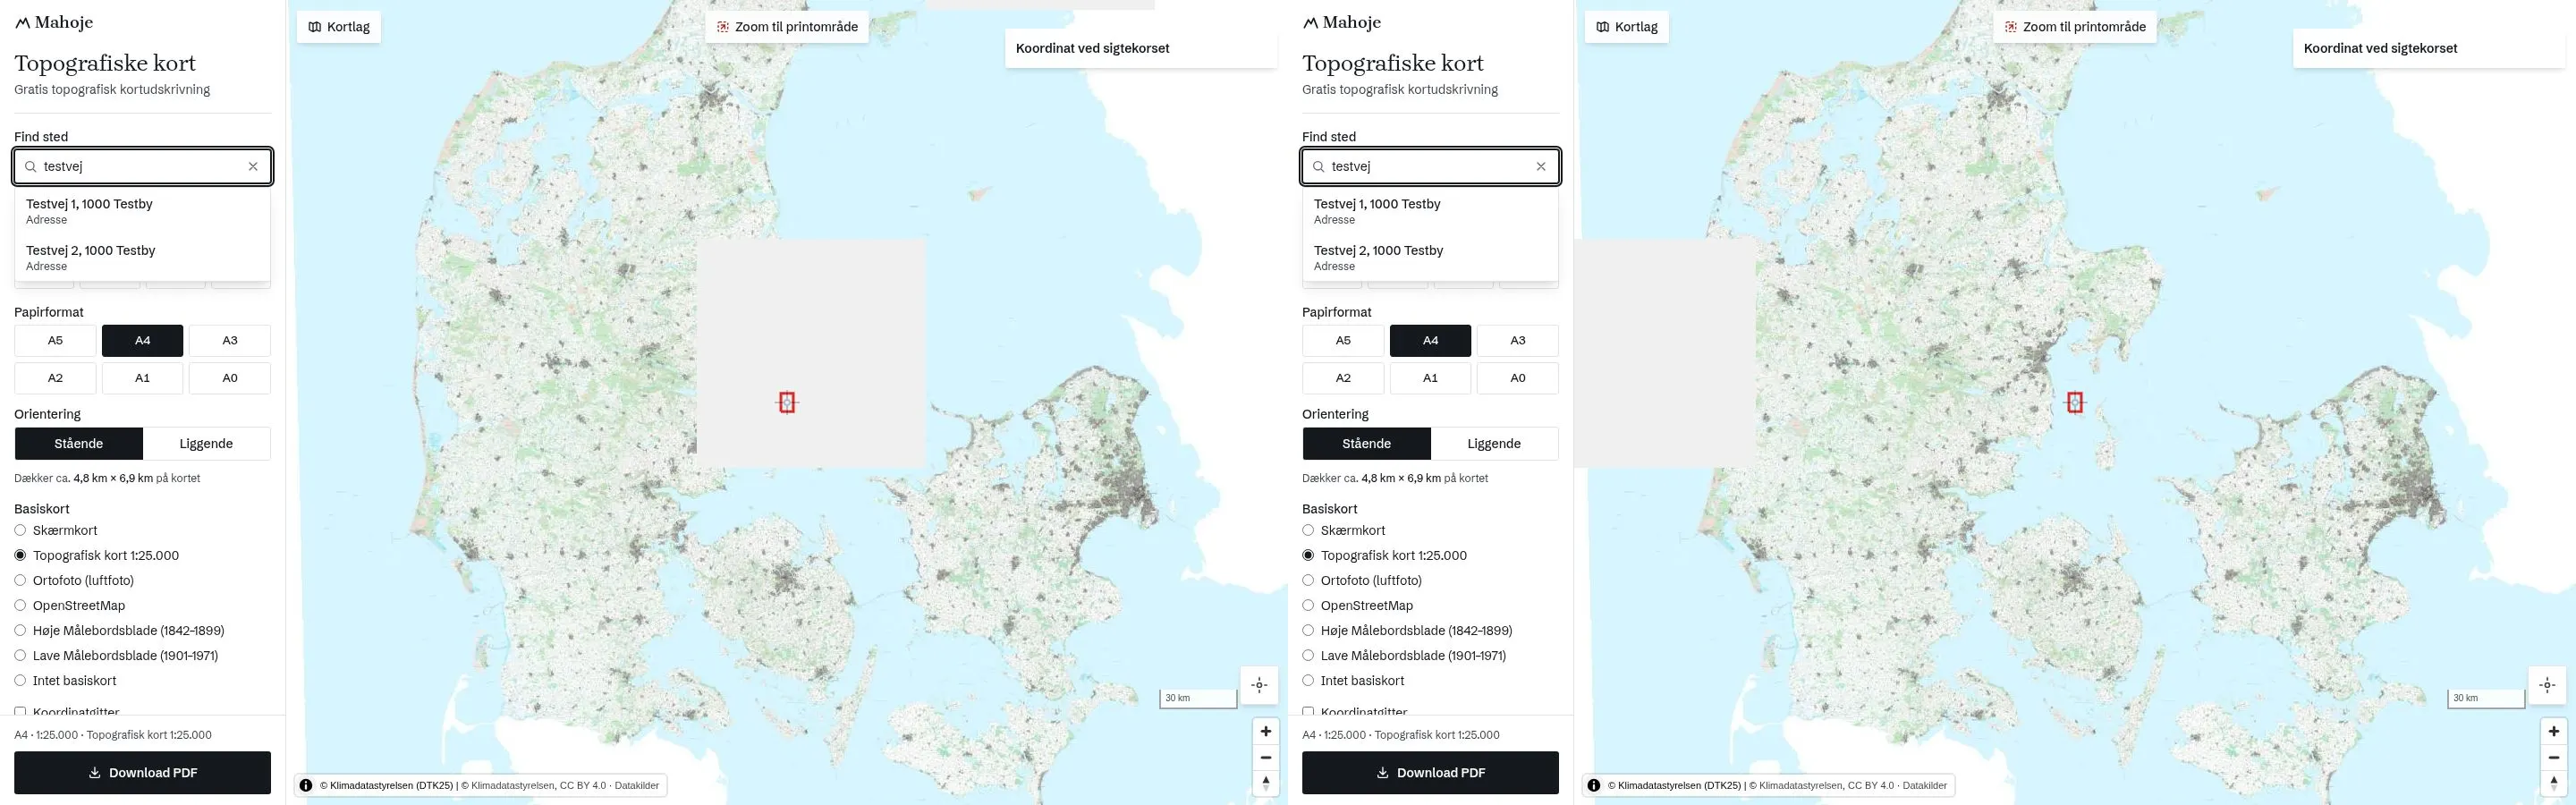 Mahoje
Topografiske kort
Gratis topografisk kortudskrivning
Find sted
testvej
Testvej 1, 1000 Testby
Adresse
Testvej 2, 1000 Testby
Adresse
Papirformat
A5 A4 A3
A2 A1 A0
Orientering
Stående Liggende
Dækker ca. 4,8 km × 6,9 km på kortet
Basiskort
Skærmkort
Topografisk kort 1:25.000
Ortofoto (luftfoto)
OpenStreetMap
Høje Målebordsblade (1842-1899)
Lave Målebordsblade (1901-1971)
Intet basiskort
Koordinatgitter
A4 · 1:25.000 · Topografisk kort 1:25.000
Download PDF
Kortlag
Zoom til printområde
Koordinat ved sigtekorset
30 km
© Klimadatastyrelsen (DTK25) | © Klimadatastyrelsen, CC BY 4.0 · Datakilder
Mahoje
Topografiske kort
Gratis topografisk kortudskrivning
Find sted
testvej
Testvej 1, 1000 Testby
Adresse
Testvej 2, 1000 Testby
Adresse
Papirformat
A5 A4 A3
A2 A1 A0
Orientering
Stående Liggende
Dækker ca. 4,8 km × 6,9 km på kortet
Basiskort
Skærmkort
Topografisk kort 1:25.000
Ortofoto (luftfoto)
OpenStreetMap
Høje Målebordsblade (1842-1899)
Lave Målebordsblade (1901-1971)
Intet basiskort
Koordinatgitter
A4 · 1:25.000 · Topografisk kort 1:25.000
Download PDF
Kortlag
Zoom til printområde
Koordinat ved sigtekorset
30 km
© Klimadatastyrelsen (DTK25) | © Klimadatastyrelsen, CC BY 4.0 · Datakilder